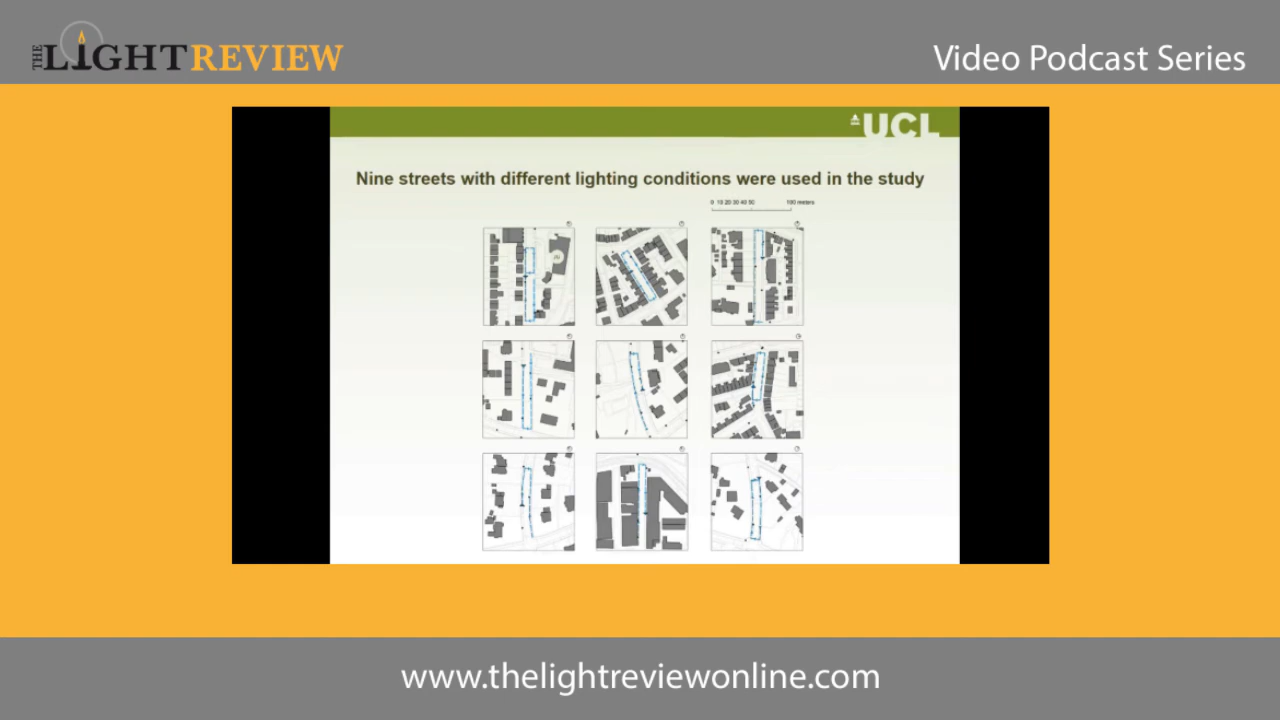 THE LIGHTREVIEW
Video Podcast Series
UCL
Nine streets with different lighting conditions were used in the study
0 10 20 30 40 50 100 meters
www.thelightreviewonline.com